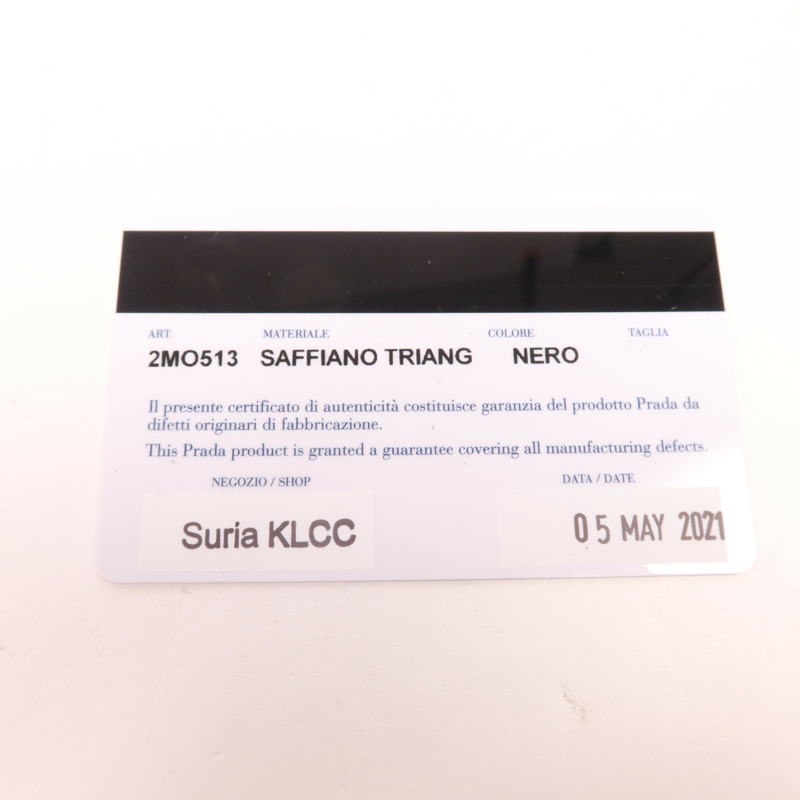 ART. MATERIALE COLORE TAGLIA
2MO513 SAFFIANO TRIANG NERO
Il presente certificato di autenticità costituisce garanzia del prodotto Prada da
difetti originari di fabbricazione.
This Prada product is granted a guarantee covering all manufacturing defects.
NEGOZIO / SHOP DATA / DATE
Suria KLCC 05 MAY 2021